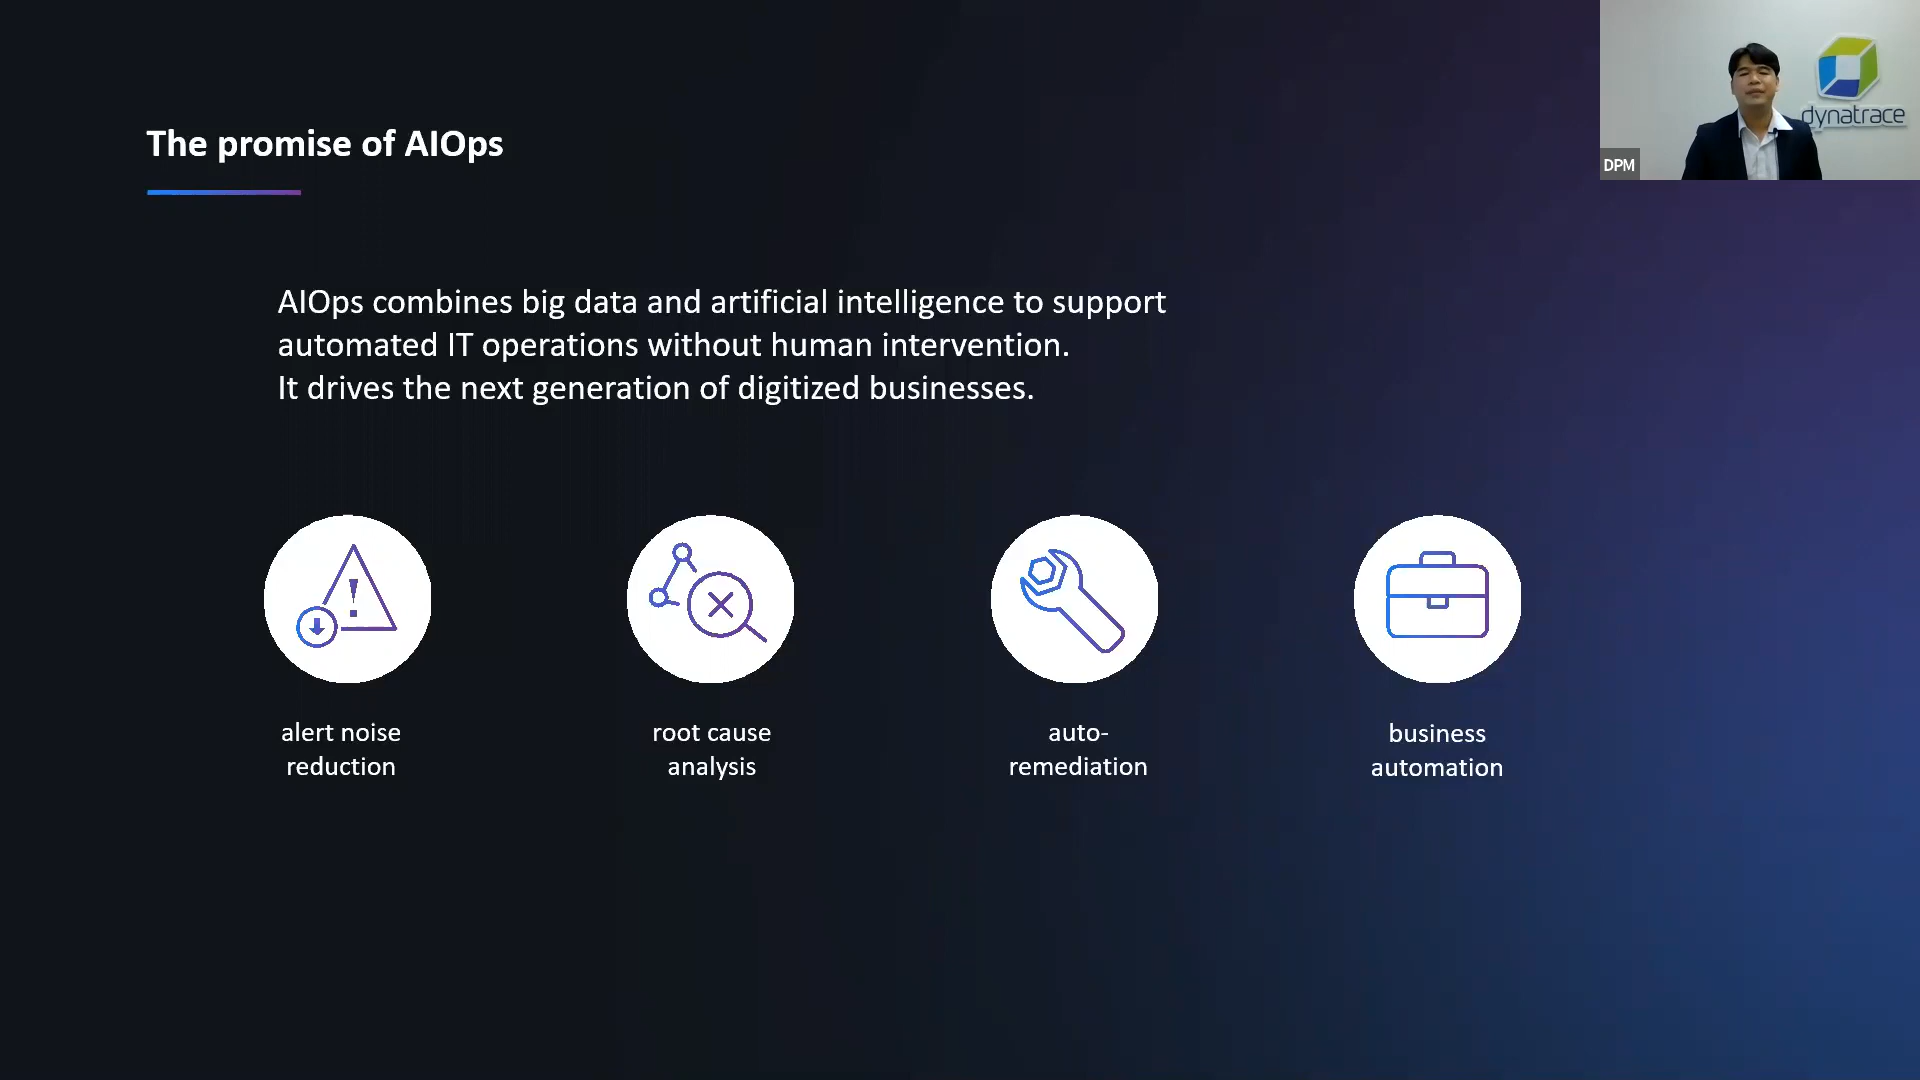 The promise of AIOps
dynatrace
DPM
AIOps combines big data and artificial intelligence to support
automated IT operations without human intervention.
It drives the next generation of digitized businesses.
alert noise
reduction
root cause
analysis
auto-
remediation
business
automation